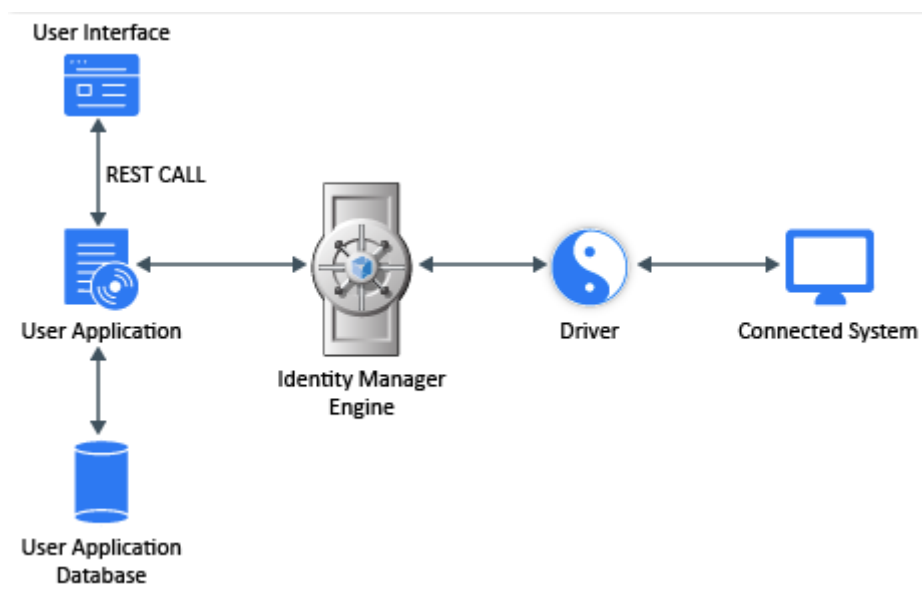 User Interface
REST CALL
User Application
Identity Manager
Engine
Driver
Connected System
User Application
Database